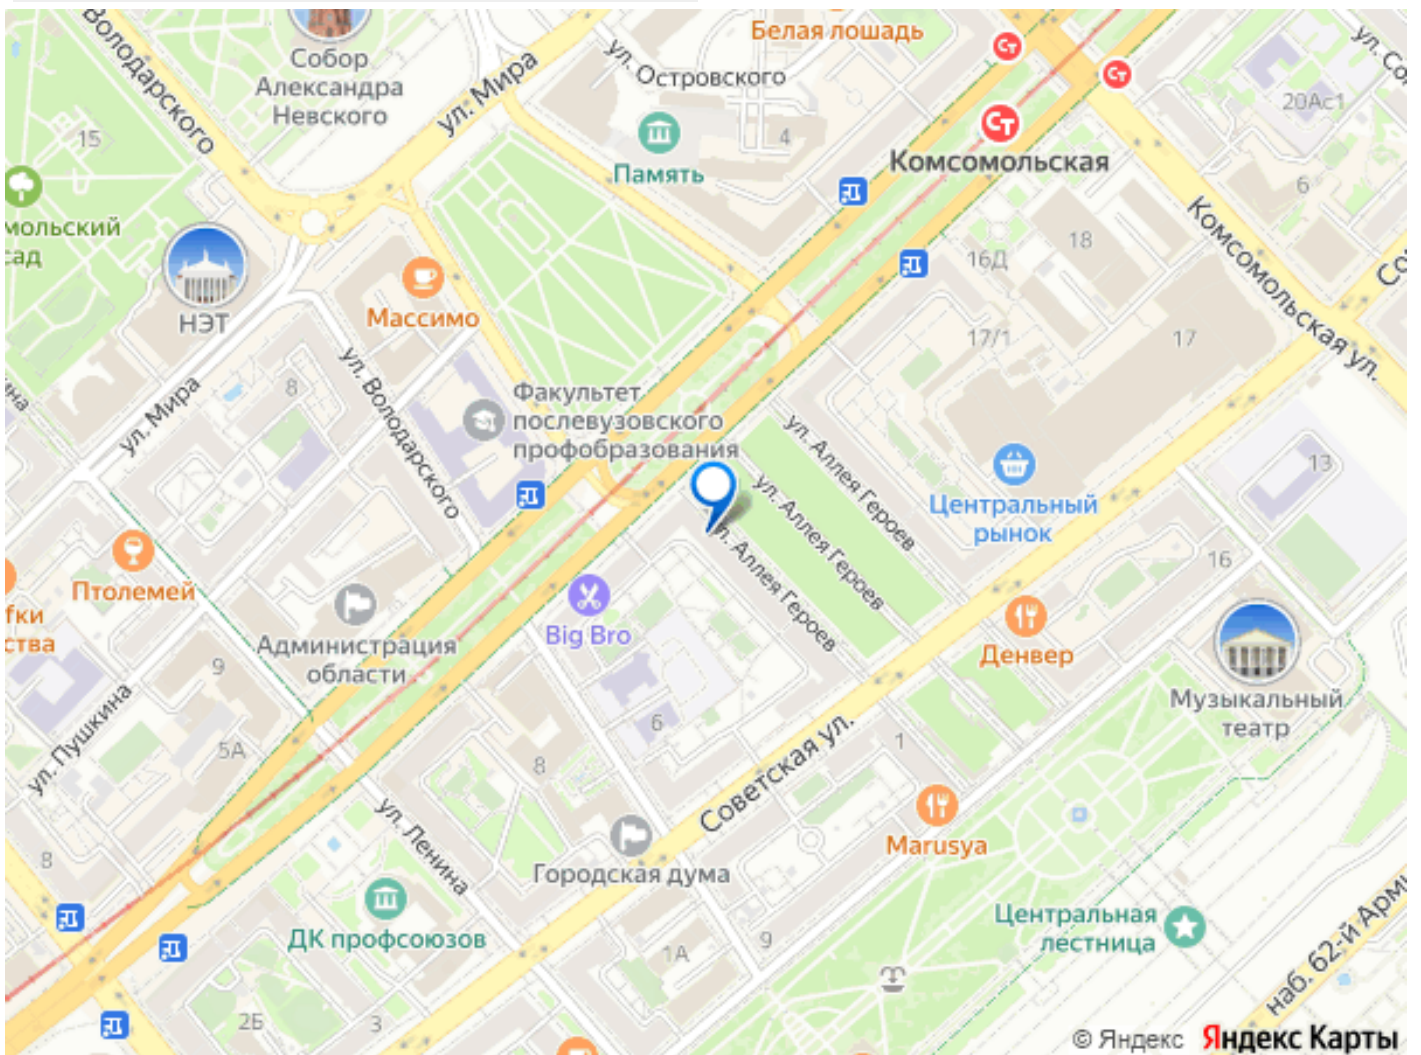 Белая лошадь
ул. Островского
Собор
Александра
Невского
ул. Мира
Володарского
15
4
20Ас1
Память
Комсомольская
6
мольский
сад
НЭТ
Массимо
18
16Д
Комсомольская ул.
17/1
17
ул. Мира
8
ул. Володарского
Факультет
послевузовского
профобразования
ул. Аллея Героев
ул. Аллея Героев
ул. Аллея Героев
Центральный
рынок
13
16
Птолемей
Big Bro
Администрация
области
9
Денвер
Музыкальный
театр
ул. Пушкина
5А
6
8
1
Советская ул.
ул. Ленина
Marusya
8
Городская дума
ДК профсоюзов
Центральная
лестница
1А
9
наб. 62-й Арми
2Б
3
© Яндекс Яндекс Карты